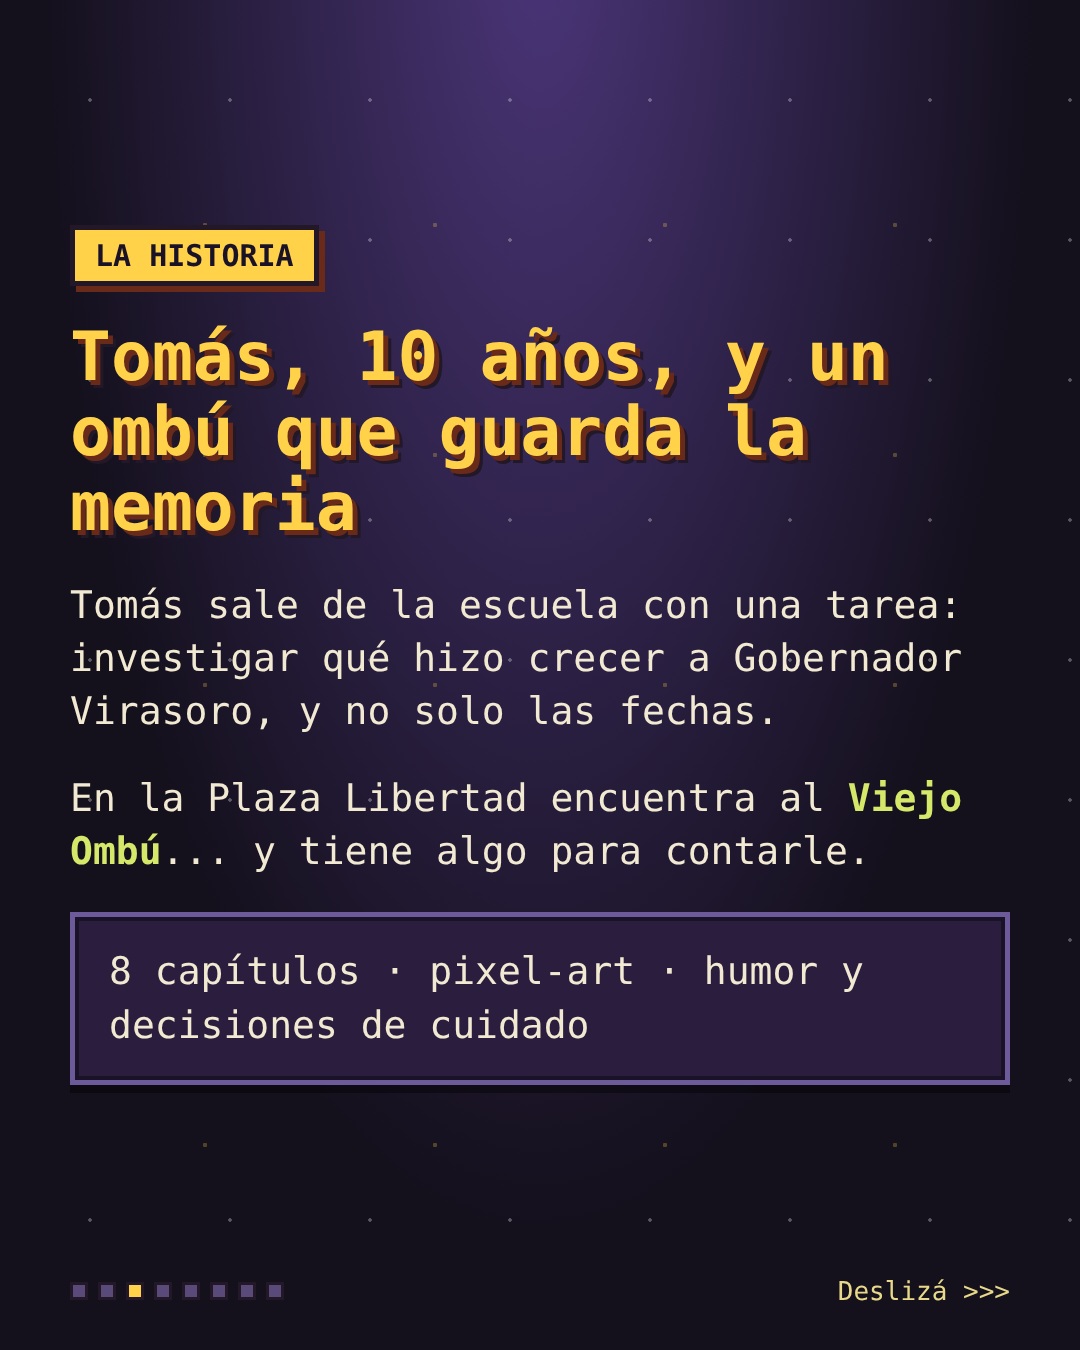 LA HISTORIA
Tomás, 10 años, y un
ombú que guarda la
memoria
Tomás sale de la escuela con una tarea:
investigar qué hizo crecer a Gobernador
Virasoro, y no solo las fechas.
En la Plaza Libertad encuentra al Viejo
Ombú... y tiene algo para contarle.
8 capítulos · pixel-art · humor y
decisiones de cuidado
Deslizá >>>